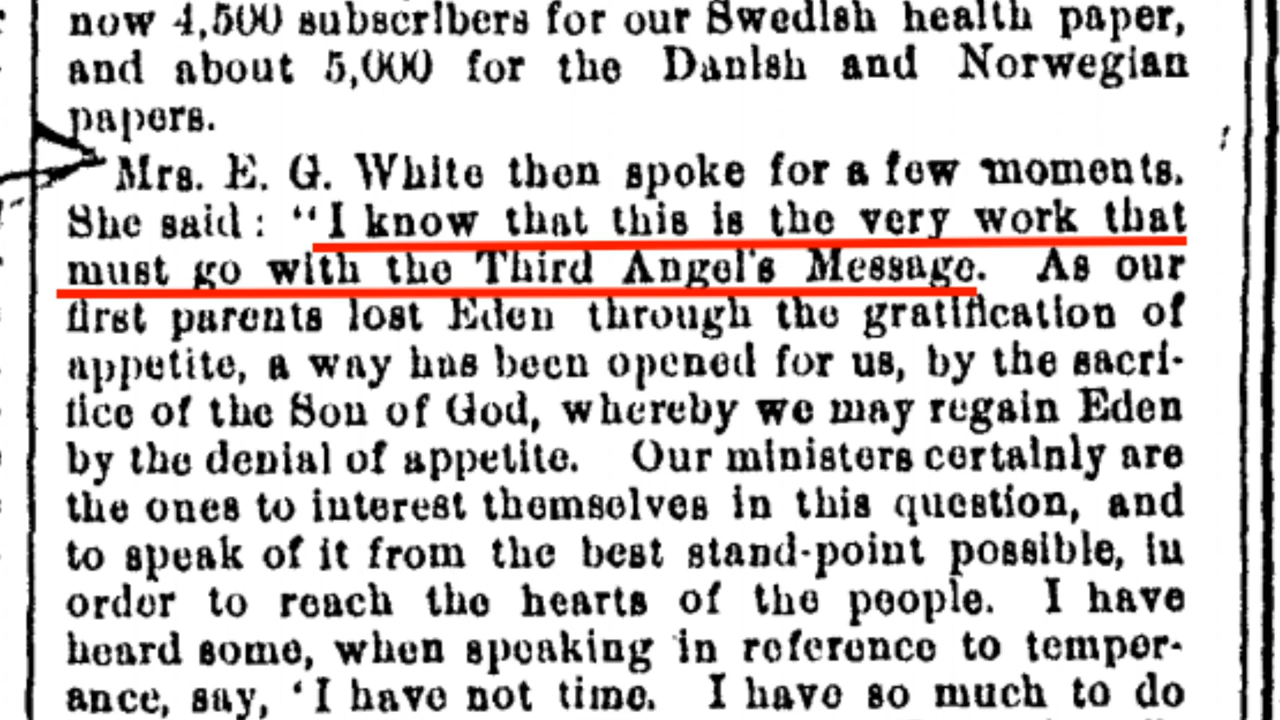 now 4,500 subscribers for our Swedish health paper,
and about 5,000 for the Danish and Norwegian
papers.
Mrs. E. G. White then spoke for a few moments.
She said: "I know that this is the very work that
must go with the Third Angel's Message. As our
first parents lost Eden through the gratification of
appetite, a way has been opened for us, by the sacri-
fice of the Son of God, whereby we may regain Eden
by the denial of appetite. Our ministers certainly are
the ones to interest themselves in this question, and
to speak of it from the best stand-point possible, in
order to reach the hearts of the people. I have
heard some, when speaking in reference to temper-
ance, say, 'I have not time. I have so much to do